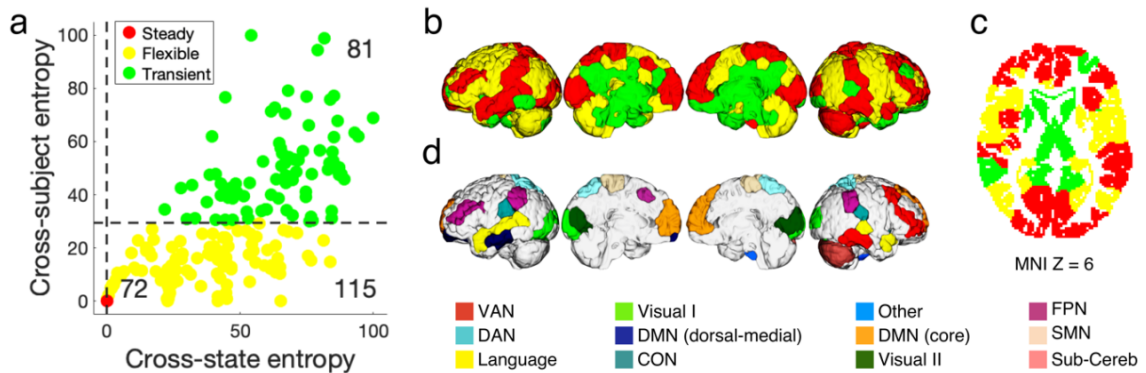 a
Steady
Flexible
Transient
Cross-subject entropy
100
80
60
40
20
0
81
72
115
0
50
100
Cross-state entropy
b
c
MNI Z = 6
d
VAN
DAN
Language
Visual I
DMN (dorsal-medial)
CON
Other
DMN (core)
Visual II
FPN
SMN
Sub-Cereb